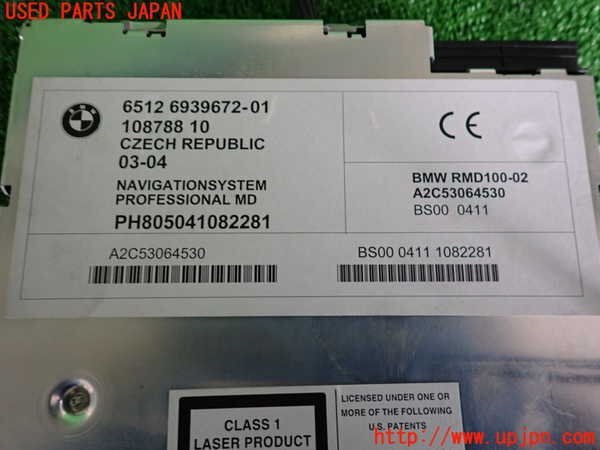 USED PARTS JAPAN
BMW
6512 6939672-01
108788 10
CZECH REPUBLIC
03-04
NAVIGATIONSYSTEM
PROFESSIONAL MD
PH805041082281
CE
BMW RMD100-02
A2C53064530
BS00 0411
A2C53064530
BS00 0411 1082281
CLASS 1
LASER PRODUCT
LICENSED UNDER ONE OR
MORE OF THE FOLLOWING
U.S. PATENTS
http://www.upjpn.com/